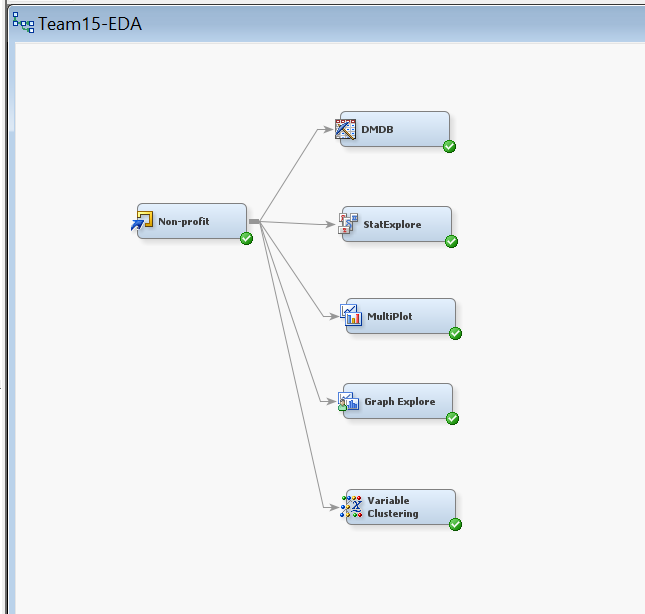 Team15-EDA
DMDB
Non-profit
StatExplore
MultiPlot
Graph Explore
Variable
Clustering